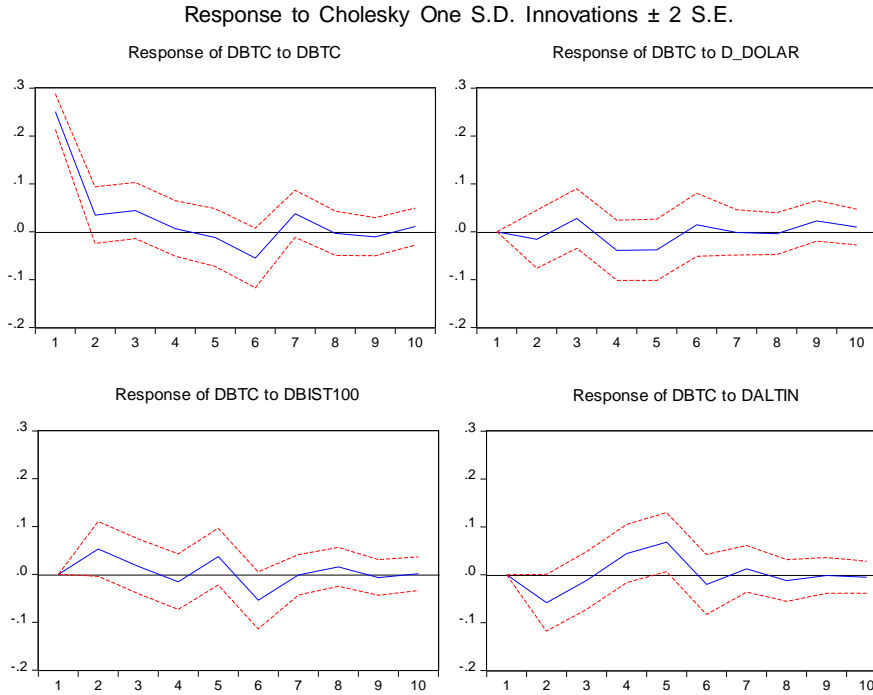 Response to Cholesky One S.D. Innovations ± 2 S.E.
Response of DBTC to DBTC
.3
.2
.1
.0
-.1
-.2
1 2 3 4 5 6 7 8 9 10
Response of DBTC to D_DOLAR
.3
.2
.1
.0
-.1
-.2
1 2 3 4 5 6 7 8 9 10
Response of DBTC to DBIST100
.3
.2
.1
.0
-.1
-.2
1 2 3 4 5 6 7 8 9 10
Response of DBTC to DALTIN
.3
.2
.1
.0
-.1
-.2
1 2 3 4 5 6 7 8 9 10